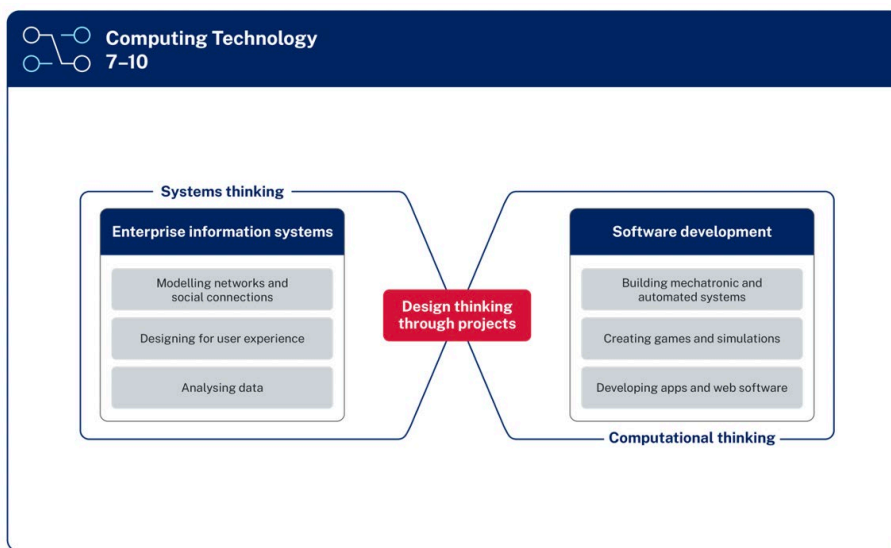 Computing Technology
7–10
Systems thinking
Enterprise information systems
Modelling networks and
social connections
Designing for user experience
Analysing data
Design thinking
through projects
Software development
Building mechatronic and
automated systems
Creating games and simulations
Developing apps and web software
Computational thinking